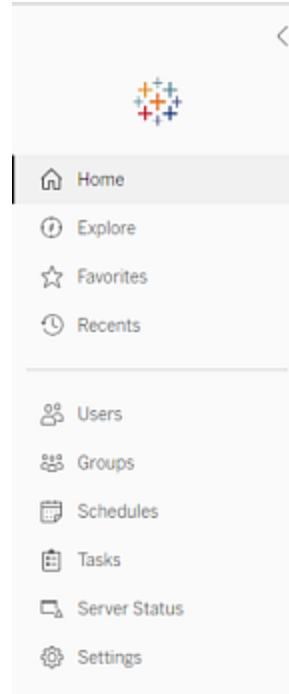 Home
Explore
Favorites
Recents
Users
Groups
Schedules
Tasks
Server Status
Settings